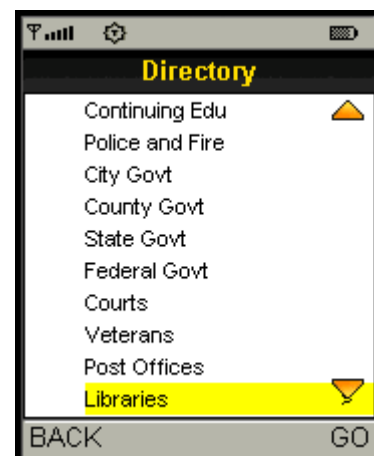 Directory
Continuing Edu
Police and Fire
City Govt
County Govt
State Govt
Federal Govt
Courts
Veterans
Post Offices
Libraries
BACK GO